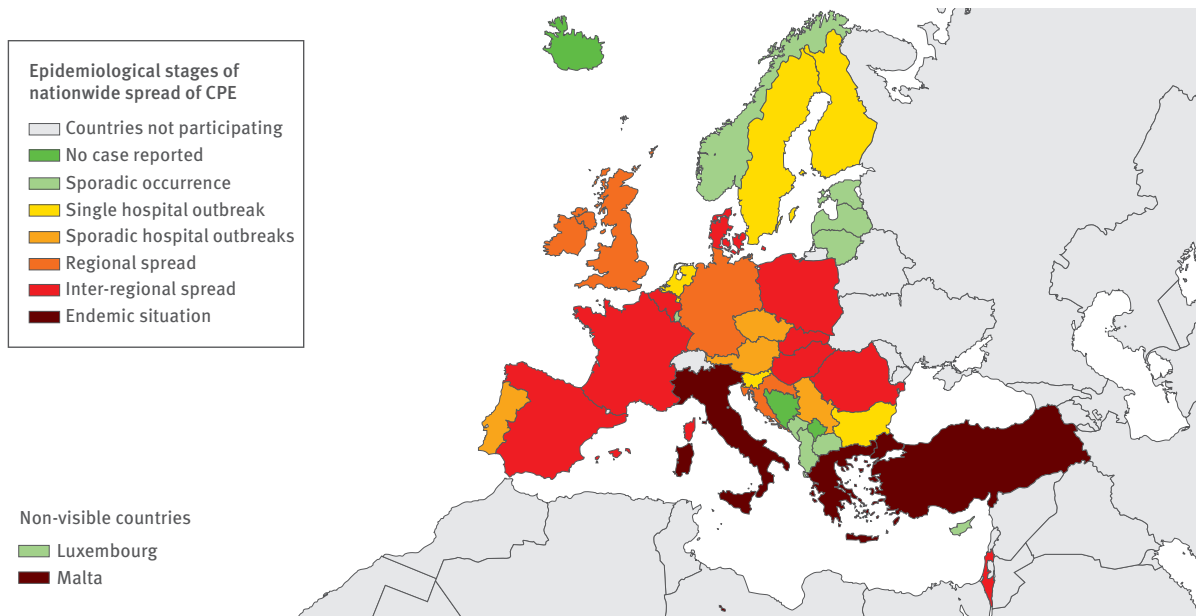 Epidemiological stages of
nationwide spread of CPE
Countries not participating
No case reported
Sporadic occurrence
Single hospital outbreak
Sporadic hospital outbreaks
Regional spread
Inter-regional spread
Endemic situation
Non-visible countries
Luxembourg
Malta